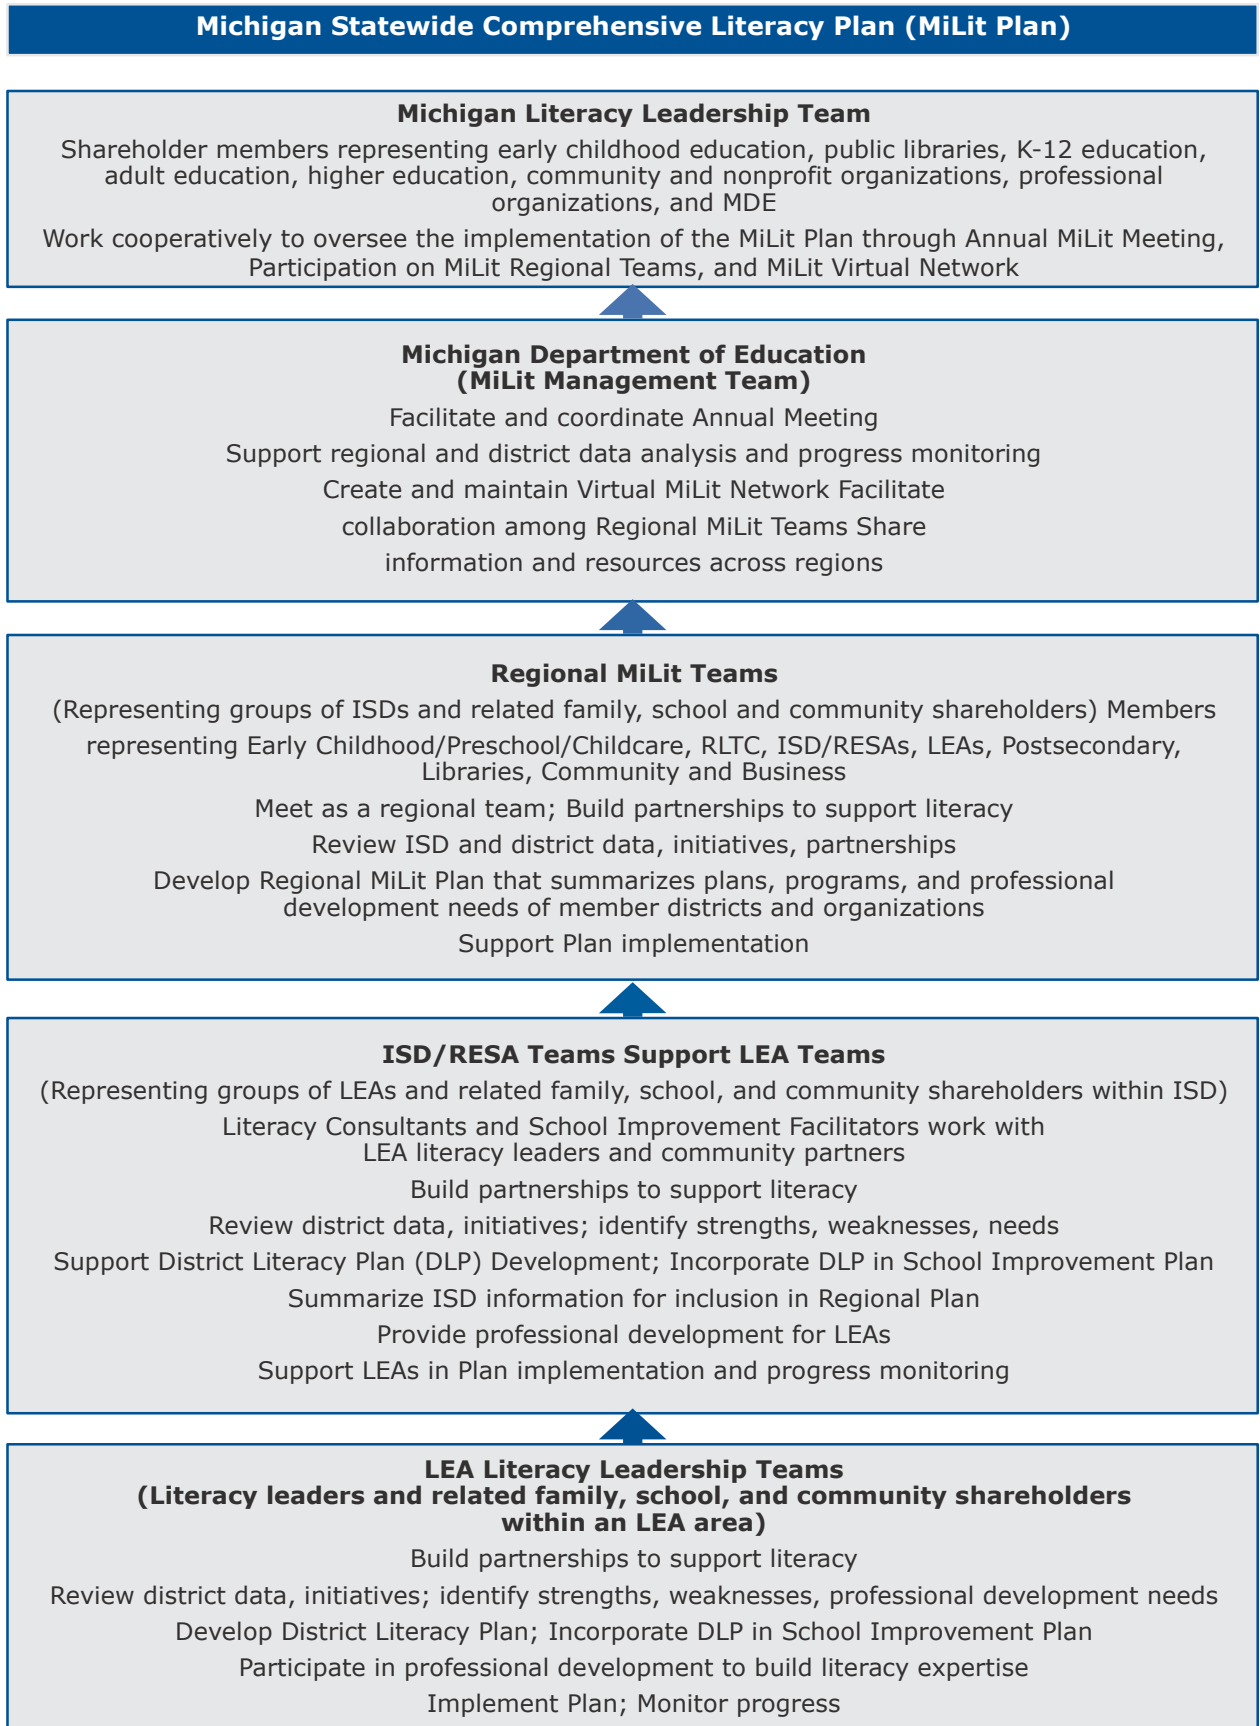 Michigan Statewide Comprehensive Literacy Plan (MiLit Plan)
Michigan Literacy Leadership Team
Shareholder members representing early childhood education, public libraries, K-12 education,
adult education, higher education, community and nonprofit organizations, professional
organizations, and MDE
Work cooperatively to oversee the implementation of the MiLit Plan through Annual MiLit Meeting,
Participation on MiLit Regional Teams, and MiLit Virtual Network
Michigan Department of Education
(MiLit Management Team)
Facilitate and coordinate Annual Meeting
Support regional and district data analysis and progress monitoring
Create and maintain Virtual MiLit Network Facilitate
collaboration among Regional MiLit Teams Share
information and resources across regions
Regional MiLit Teams
(Representing groups of ISDs and related family, school and community shareholders) Members
representing Early Childhood/Preschool/Childcare, RLTC, ISD/RESAs, LEAs, Postsecondary,
Libraries, Community and Business
Meet as a regional team; Build partnerships to support literacy
Review ISD and district data, initiatives, partnerships
Develop Regional MiLit Plan that summarizes plans, programs, and professional
development needs of member districts and organizations
Support Plan implementation
ISD/RESA Teams Support LEA Teams
(Representing groups of LEAs and related family, school, and community shareholders within ISD)
Literacy Consultants and School Improvement Facilitators work with
LEA literacy leaders and community partners
Build partnerships to support literacy
Review district data, initiatives; identify strengths, weaknesses, needs
Support District Literacy Plan (DLP) Development; Incorporate DLP in School Improvement Plan
Summarize ISD information for inclusion in Regional Plan
Provide professional development for LEAs
Support LEAs in Plan implementation and progress monitoring
LEA Literacy Leadership Teams
(Literacy leaders and related family, school, and community shareholders
within an LEA area)
Build partnerships to support literacy
Review district data, initiatives; identify strengths, weaknesses, professional development needs
Develop District Literacy Plan; Incorporate DLP in School Improvement Plan
Participate in professional development to build literacy expertise
Implement Plan; Monitor progress